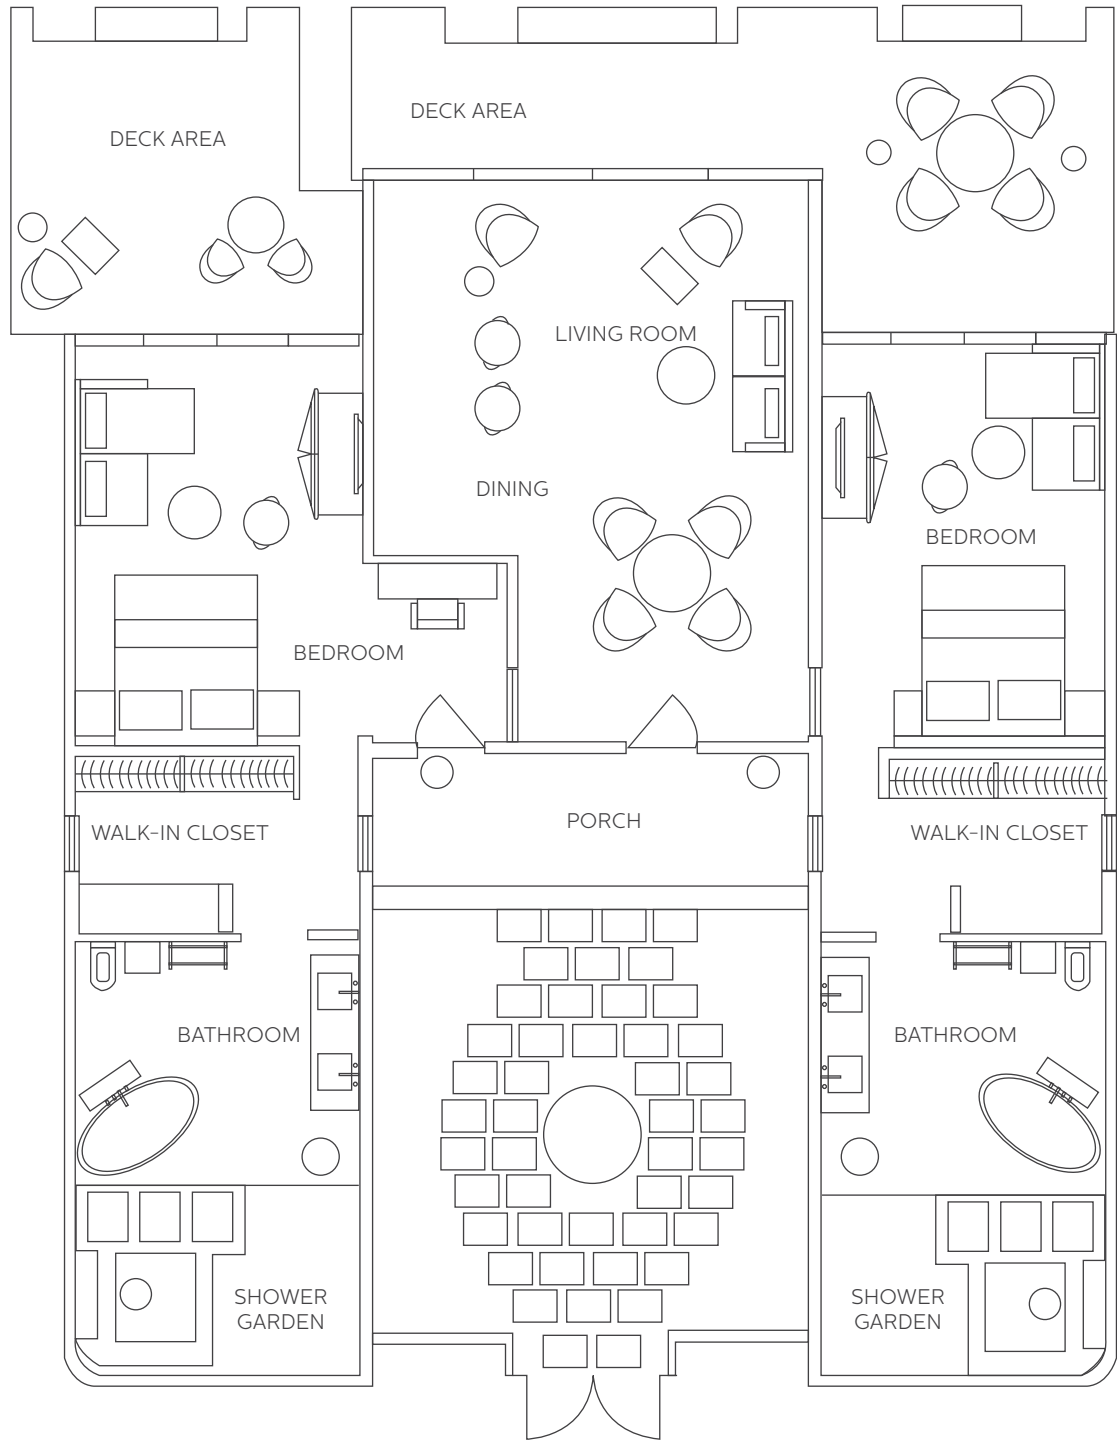 DECK AREA
DECK AREA
LIVING ROOM
DINING
BEDROOM
BEDROOM
PORCH
WALK-IN CLOSET
WALK-IN CLOSET
BATHROOM
BATHROOM
SHOWER
GARDEN
SHOWER
GARDEN